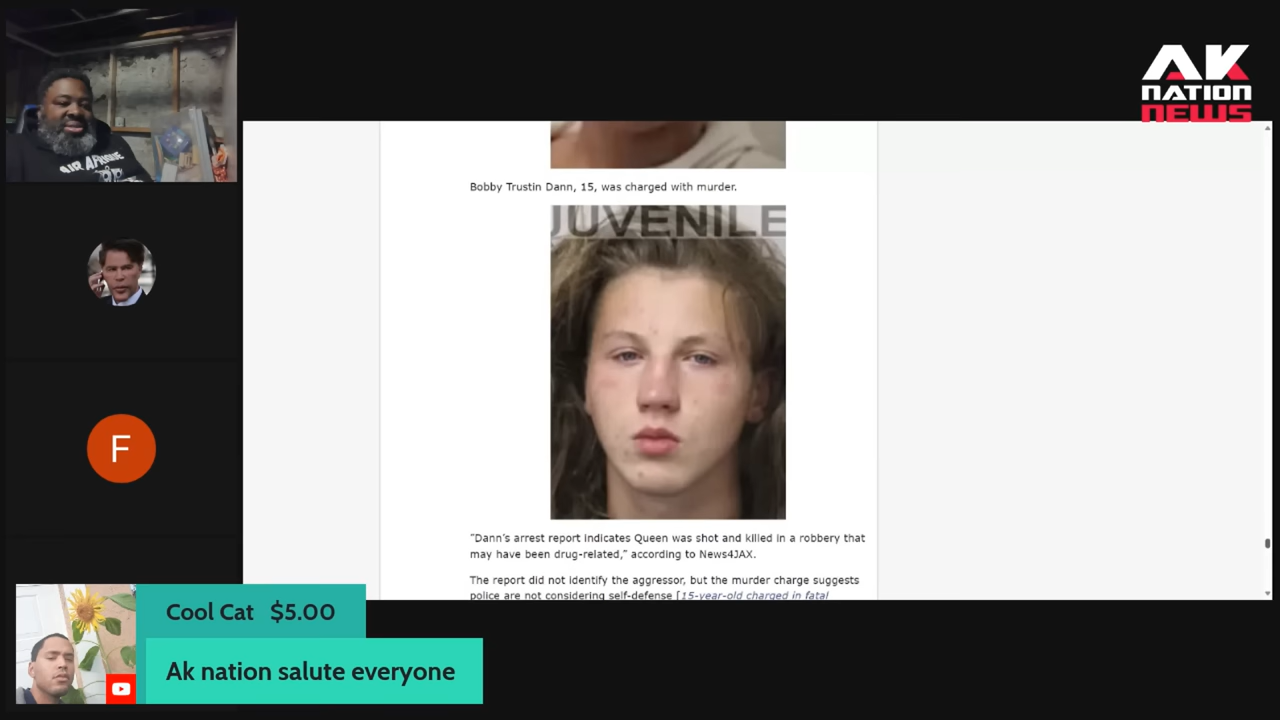 AK
NATION
NEWS
Bobby Trustin Dann, 15, was charged with murder.
JUVENILE
F
"Dann's arrest report indicates Queen was shot and killed in a robbery that
may have been drug-related," according to News4JAX.
The report did not identify the aggressor, but the murder charge suggests
police are not considering self-defense [15-year-old charged in fatal
Cool Cat $5.00
Ak nation salute everyone